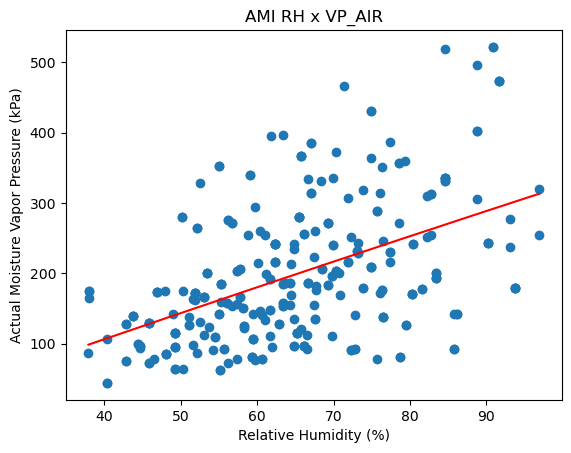 AMI RH x VP_AIR
Actual Moisture Vapor Pressure (kPa)
500
400
300
200
100
40 50 60 70 80 90
Relative Humidity (%)